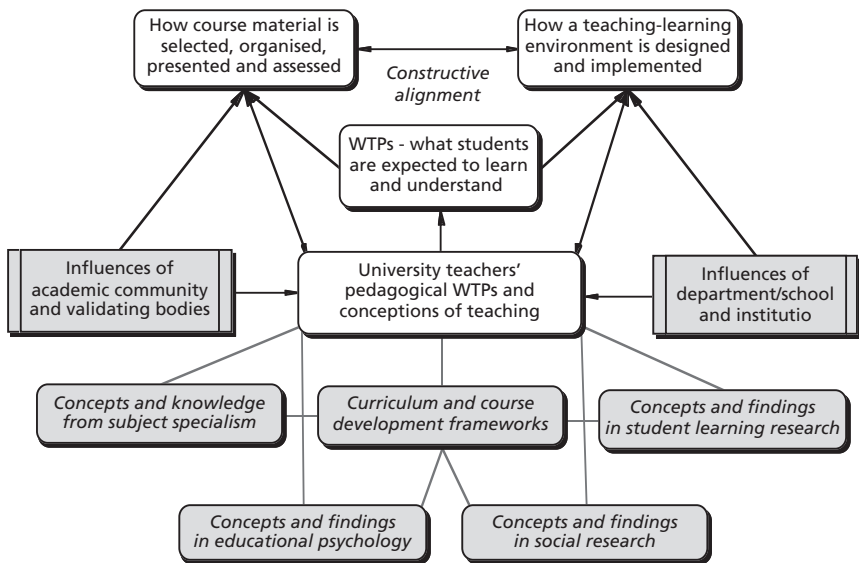 How course material is
selected, organised,
presented and assessed
How a teaching-learning
environment is designed
and implemented
Constructive
alignment
WTPs - what students
are expected to learn
and understand
Influences of
academic community
and validating bodies
University teachers’
pedagogical WTPs and
conceptions of teaching
Influences of
department/school
and institutio
Concepts and knowledge
from subject specialism
Curriculum and course
development frameworks
Concepts and findings
in student learning research
Concepts and findings
in educational psychology
Concepts and findings
in social research